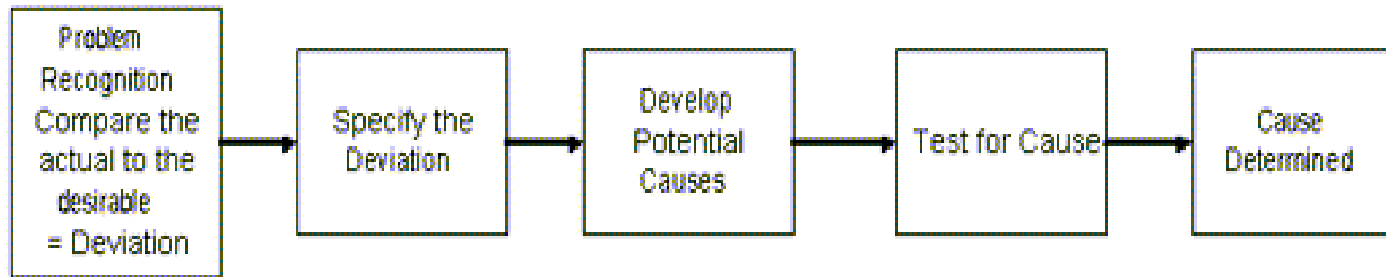 Problem
Recognition
Compare the
actual to the
desirable
= Deviation
Specify the
Deviation
Develop
Potential
Causes
Test for Cause
Cause
Determined